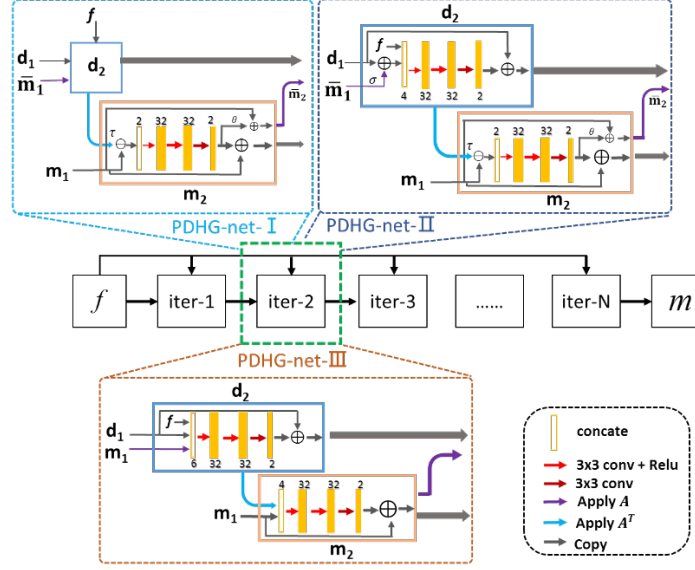 f
d₁
m̄₁
d₂
m̄₂
τ
2 32 32 2
θ
m₁
m₂
PDHG-net-Ⅰ
d₂
f
d₁
m̄₁
σ
4 32 32 2
m̄₂
τ
2 32 32 2
θ
m₁
m₂
PDHG-net-Ⅱ
f iter-1 iter-2 iter-3 ...... iter-N m
PDHG-net-Ⅲ
d₂
f
d₁
m₁
6 32 32 2
4 32 32 2
m₁
m₂
concate
3x3 conv + Relu
3x3 conv
Apply A
Apply Aᵀ
Copy